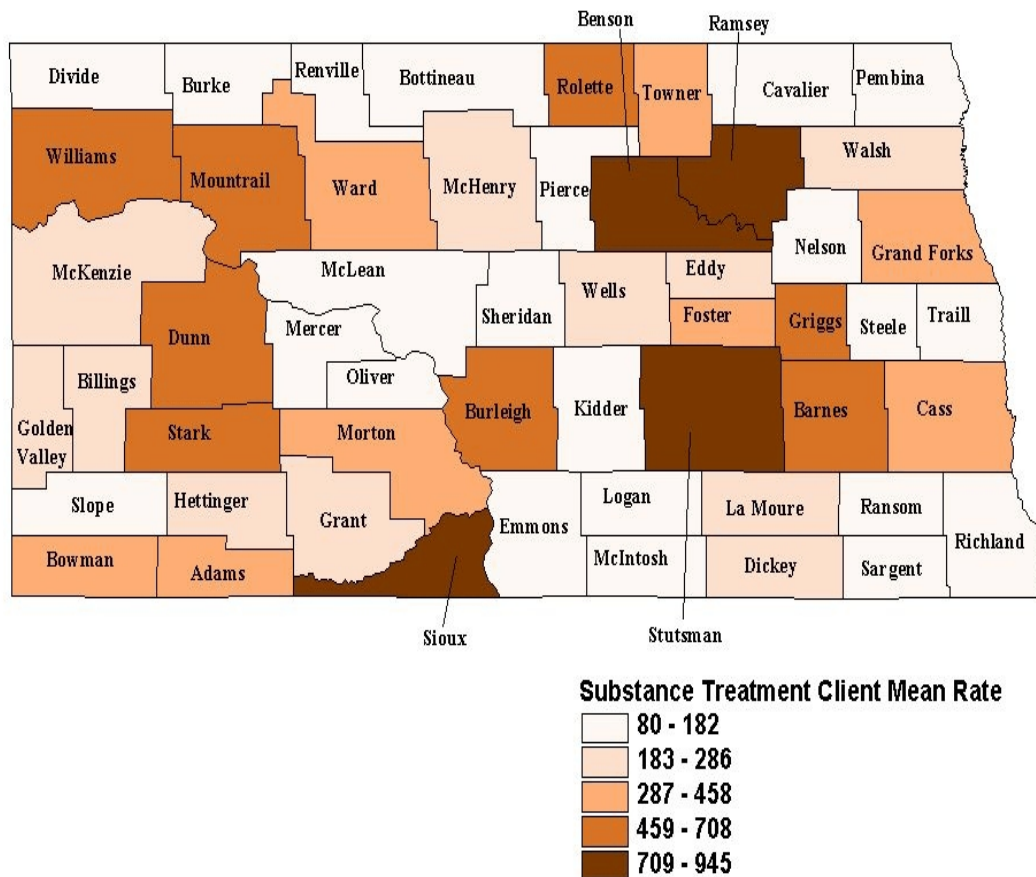 Benson
Ramsey
Divide
Burke
Renville
Bottineau
Rolette
Towner
Cavalier
Pembina
Williams
Mountrail
Ward
McHenry
Pierce
Walsh
McKenzie
McLean
Wells
Eddy
Nelson
Grand Forks
Dunn
Mercer
Sheridan
Foster
Griggs
Steele
Traill
Billings
Oliver
Golden
Valley
Stark
Morton
Burleigh
Kidder
Barnes
Cass
Slope
Hettinger
Grant
Emmons
Logan
La Moure
Ransom
Richland
Bowman
Adams
McIntosh
Dickey
Sargent
Sioux
Stutsman
Substance Treatment Client Mean Rate
80 - 182
183 - 286
287 - 458
459 - 708
709 - 945